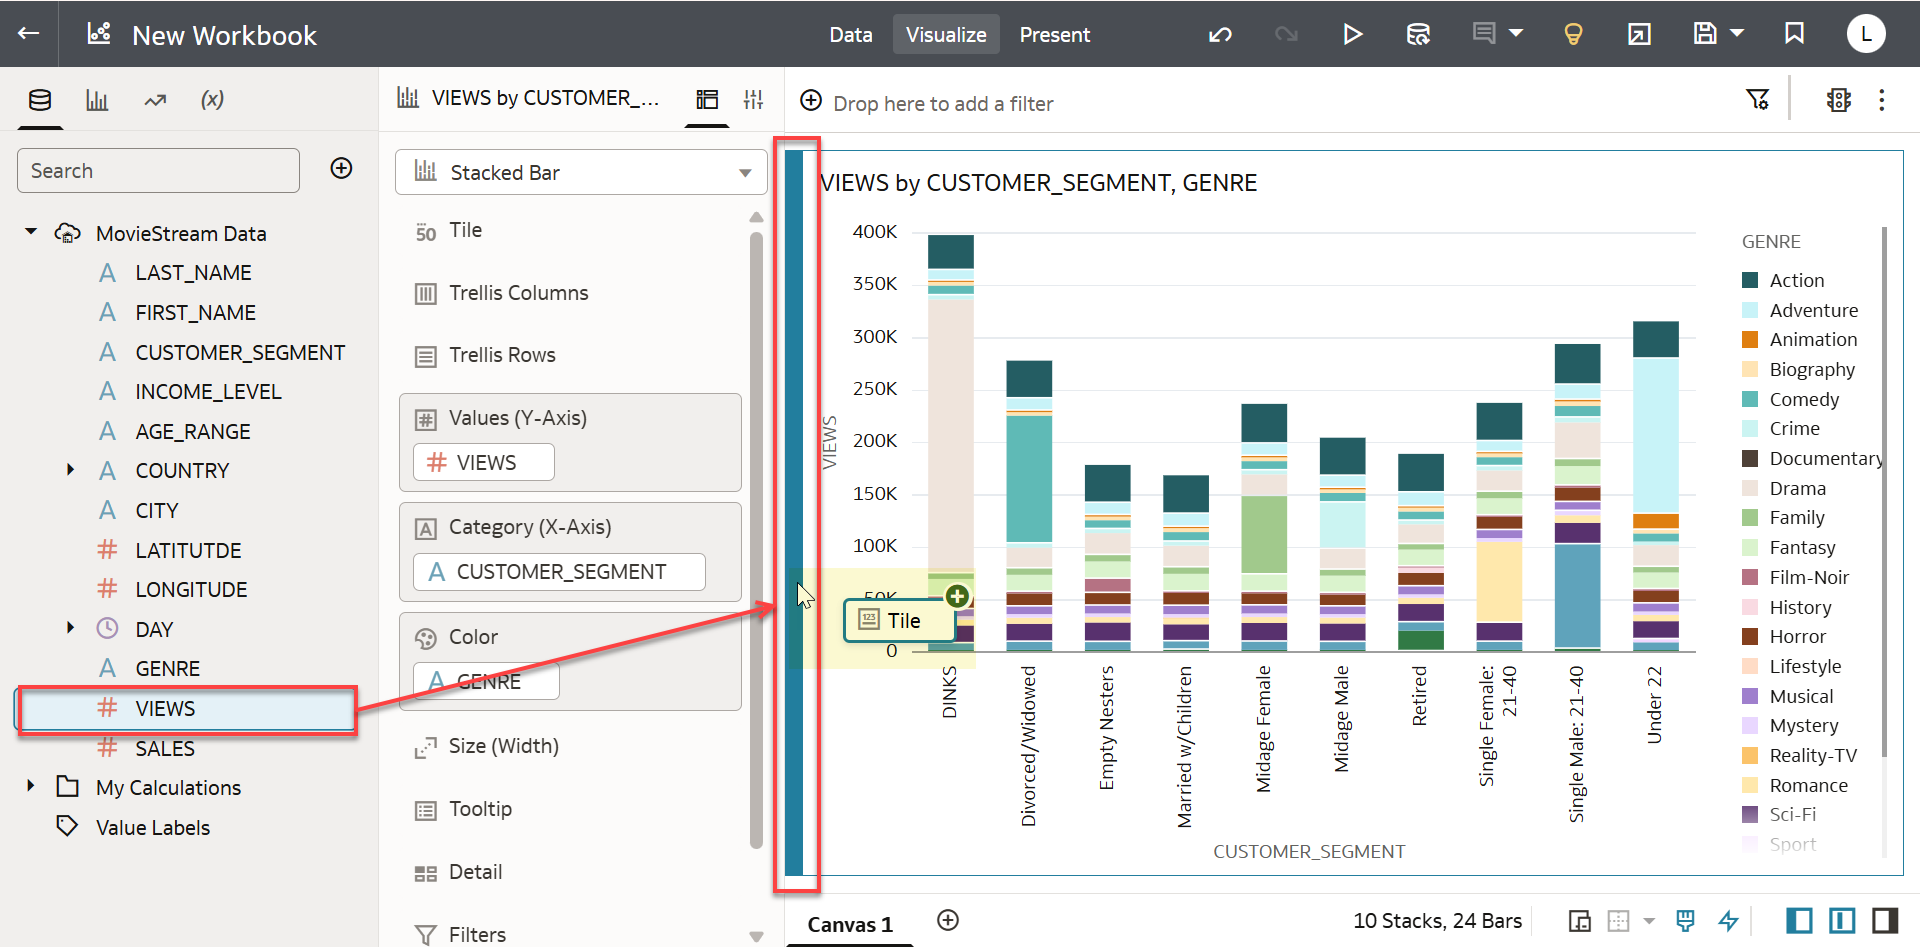 New Workbook
Data
Visualize
Present
L
(x)
Search
MovieStream Data
A LAST_NAME
A FIRST_NAME
A CUSTOMER_SEGMENT
A INCOME_LEVEL
A AGE_RANGE
A COUNTRY
A CITY
# LATITUTDE
# LONGITUDE
DAY
A GENRE
# VIEWS
# SALES
My Calculations
Value Labels
VIEWS by CUSTOMER_...
Stacked Bar
50 Tile
Trellis Columns
Trellis Rows
# Values (Y-Axis)
# VIEWS
A Category (X-Axis)
A CUSTOMER_SEGMENT
Color
A GENRE
Size (Width)
Tooltip
Detail
Filters
Drop here to add a filter
VIEWS by CUSTOMER_SEGMENT, GENRE
400K
350K
300K
250K
200K
150K
100K
50K
0
VIEWS
123 Tile
DINKS
Divorced/Widowed
Empty Nesters
Married w/Children
Midage Female
Midage Male
Retired
Single Female:
21-40
Single Male: 21-40
Under 22
CUSTOMER_SEGMENT
GENRE
Action
Adventure
Animation
Biography
Comedy
Crime
Documentary
Drama
Family
Fantasy
Film-Noir
History
Horror
Lifestyle
Musical
Mystery
Reality-TV
Romance
Sci-Fi
Sport
Canvas 1
10 Stacks, 24 Bars